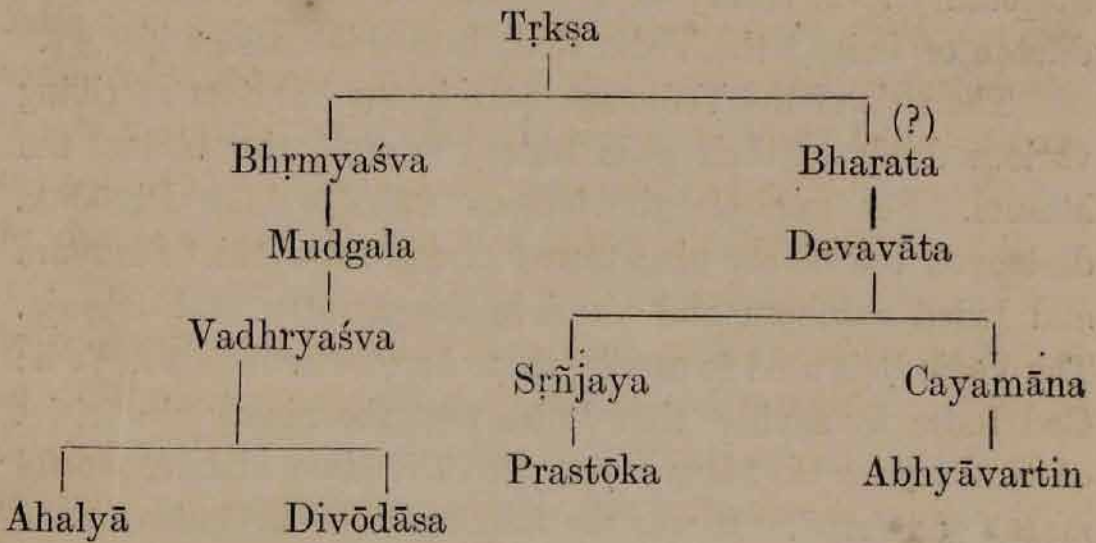 Tṛkṣa
(?)
Bhṛmyaśva Bharata
Mudgala Devavāta
Vadhryaśva
Sṛñjaya Cayamāna
Prastōka Abhyāvartin
Ahalyā Divōdāsa